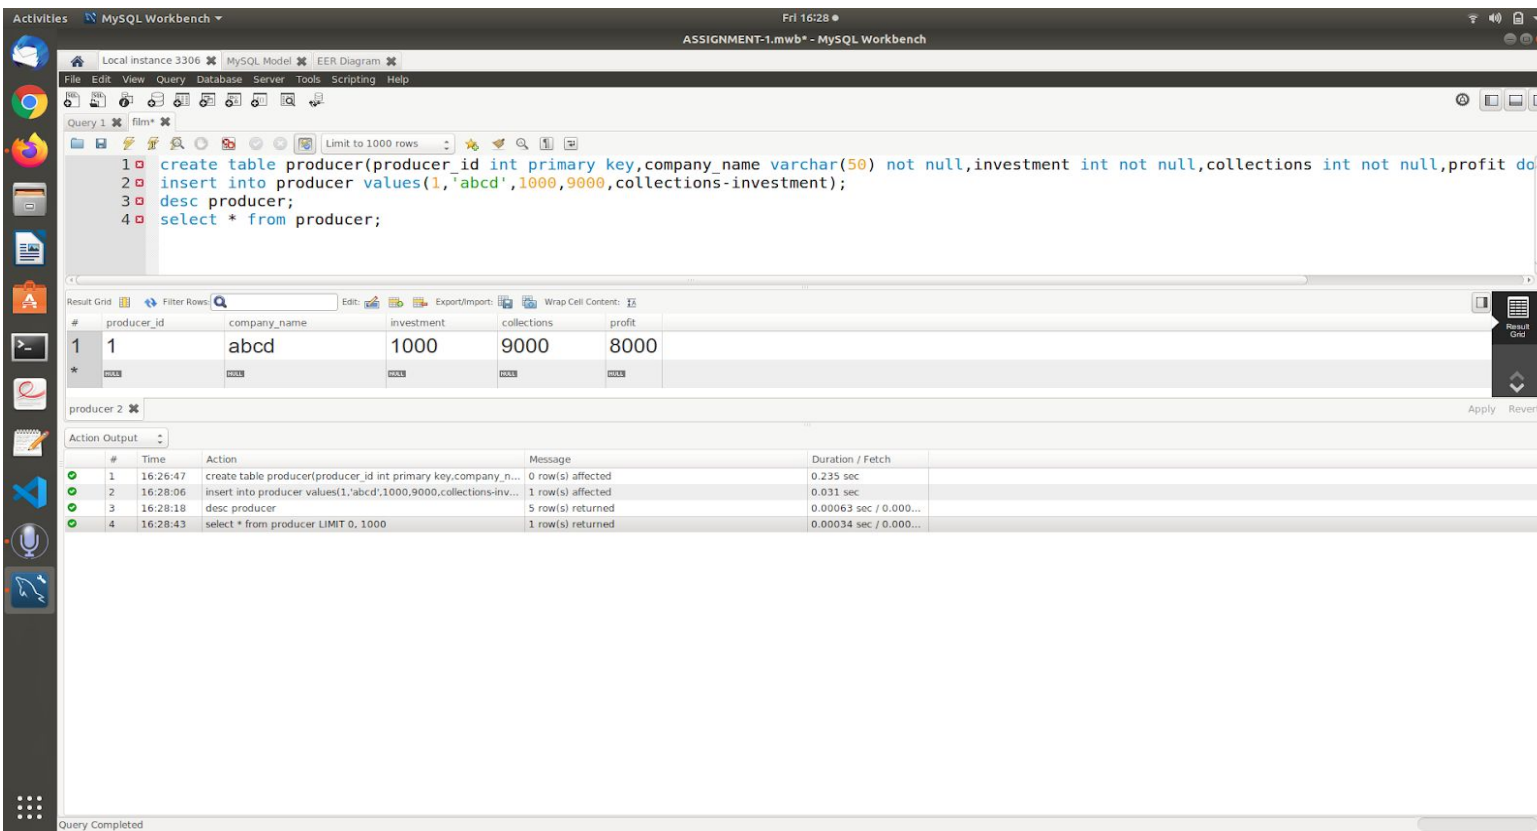 Activities MySQL Workbench Fri 16:28
ASSIGNMENT-1.mwb* - MySQL Workbench
Local instance 3306 MySQL Model EER Diagram
File Edit View Query Database Server Tools Scripting Help
Query 1 film*
Limit to 1000 rows
1 create table producer(producer_id int primary key,company_name varchar(50) not null,investment int not null,collections int not null,profit do
2 insert into producer values(1,'abcd',1000,9000,collections-investment);
3 desc producer;
4 select * from producer;
Result Grid Filter Rows: Edit: Export/Import: Wrap Cell Content:
Result Grid
# producer_id company_name investment collections profit
1 1 abcd 1000 9000 8000
* NULL NULL NULL NULL NULL
producer 2 Apply Rever
Action Output
# Time Action Message Duration / Fetch
1 16:26:47 create table producer(producer_id int primary key,company_n... 0 row(s) affected 0.235 sec
2 16:28:06 insert into producer values(1,'abcd',1000,9000,collections-inv... 1 row(s) affected 0.031 sec
3 16:28:18 desc producer 5 row(s) returned 0.00063 sec / 0.000...
4 16:28:43 select * from producer LIMIT 0, 1000 1 row(s) returned 0.00034 sec / 0.000...
Query Completed